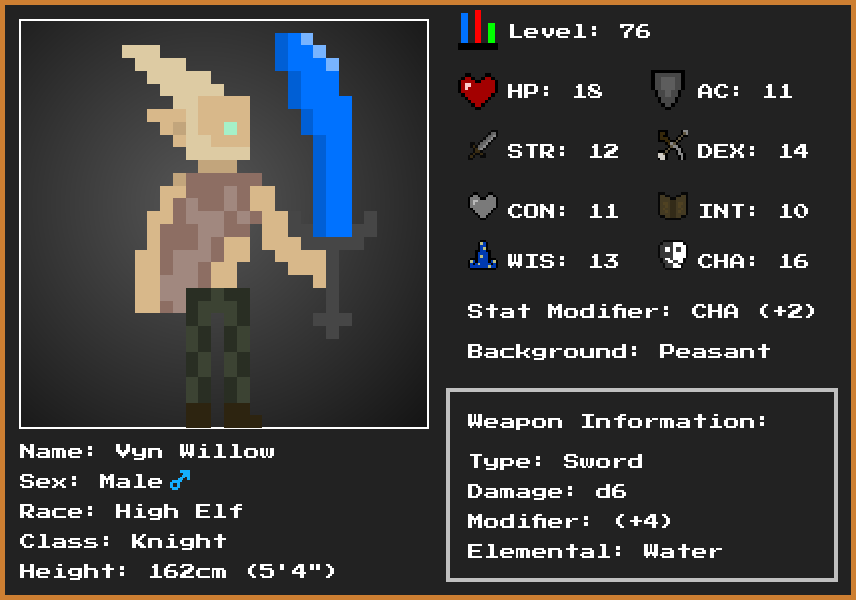 Level: 76
HP: 18 AC: 11
STR: 12 DEX: 14
CON: 11 INT: 10
WIS: 13 CHA: 16
Stat Modifier: CHA (+2)
Background: Peasant
Weapon Information:
Type: Sword
Damage: d6
Modifier: (+4)
Elemental: Water
Name: Vyn Willow
Sex: Male ♂
Race: High Elf
Class: Knight
Height: 162cm (5'4")